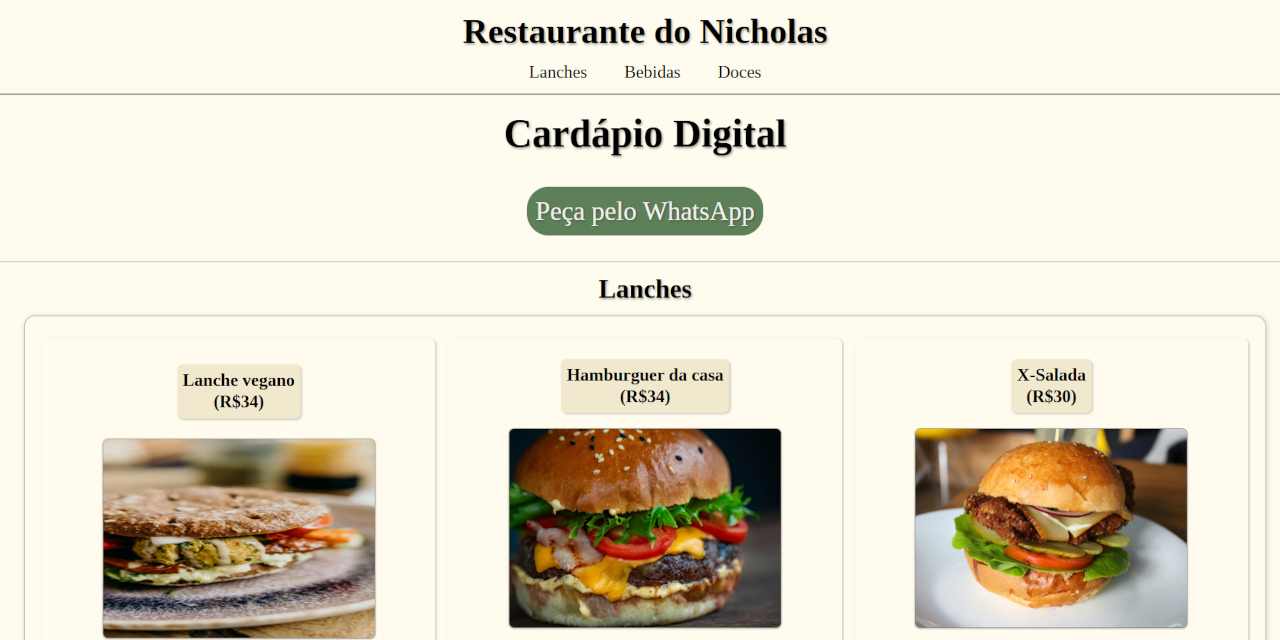 Restaurante do Nicholas
Lanches Bebidas Doces
Cardápio Digital
Peça pelo WhatsApp
Lanches
Lanche vegano
(R$34)
Hamburguer da casa
(R$34)
X-Salada
(R$30)